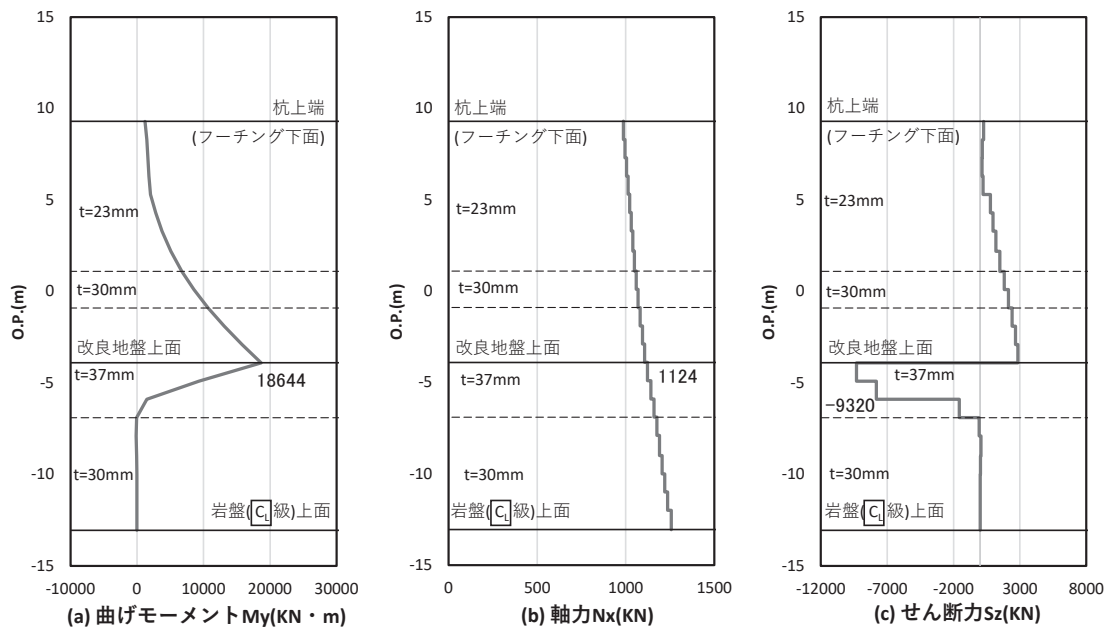 15
10
5
0
-5
-10
-15
O.P.(m)
杭上端
(フーチング下面)
t=23mm
t=30mm
改良地盤上面
t=37mm
18644
t=30mm
岩盤(CL級)上面
-10000 0 10000 20000 30000
(a) 曲げモーメントMy(KN・m)
15
10
5
0
-5
-10
-15
O.P.(m)
杭上端
(フーチング下面)
t=23mm
t=30mm
改良地盤上面
t=37mm
1124
t=30mm
岩盤(CL級)上面
0 500 1000 1500
(b) 軸力Nx(KN)
15
10
5
0
-5
-10
-15
O.P.(m)
杭上端
(フーチング下面)
t=23mm
t=30mm
改良地盤上面
t=37mm
−9320
t=30mm
岩盤(CL級)上面
-12000 -7000 -2000 3000 8000
(c) せん断力Sz(KN)